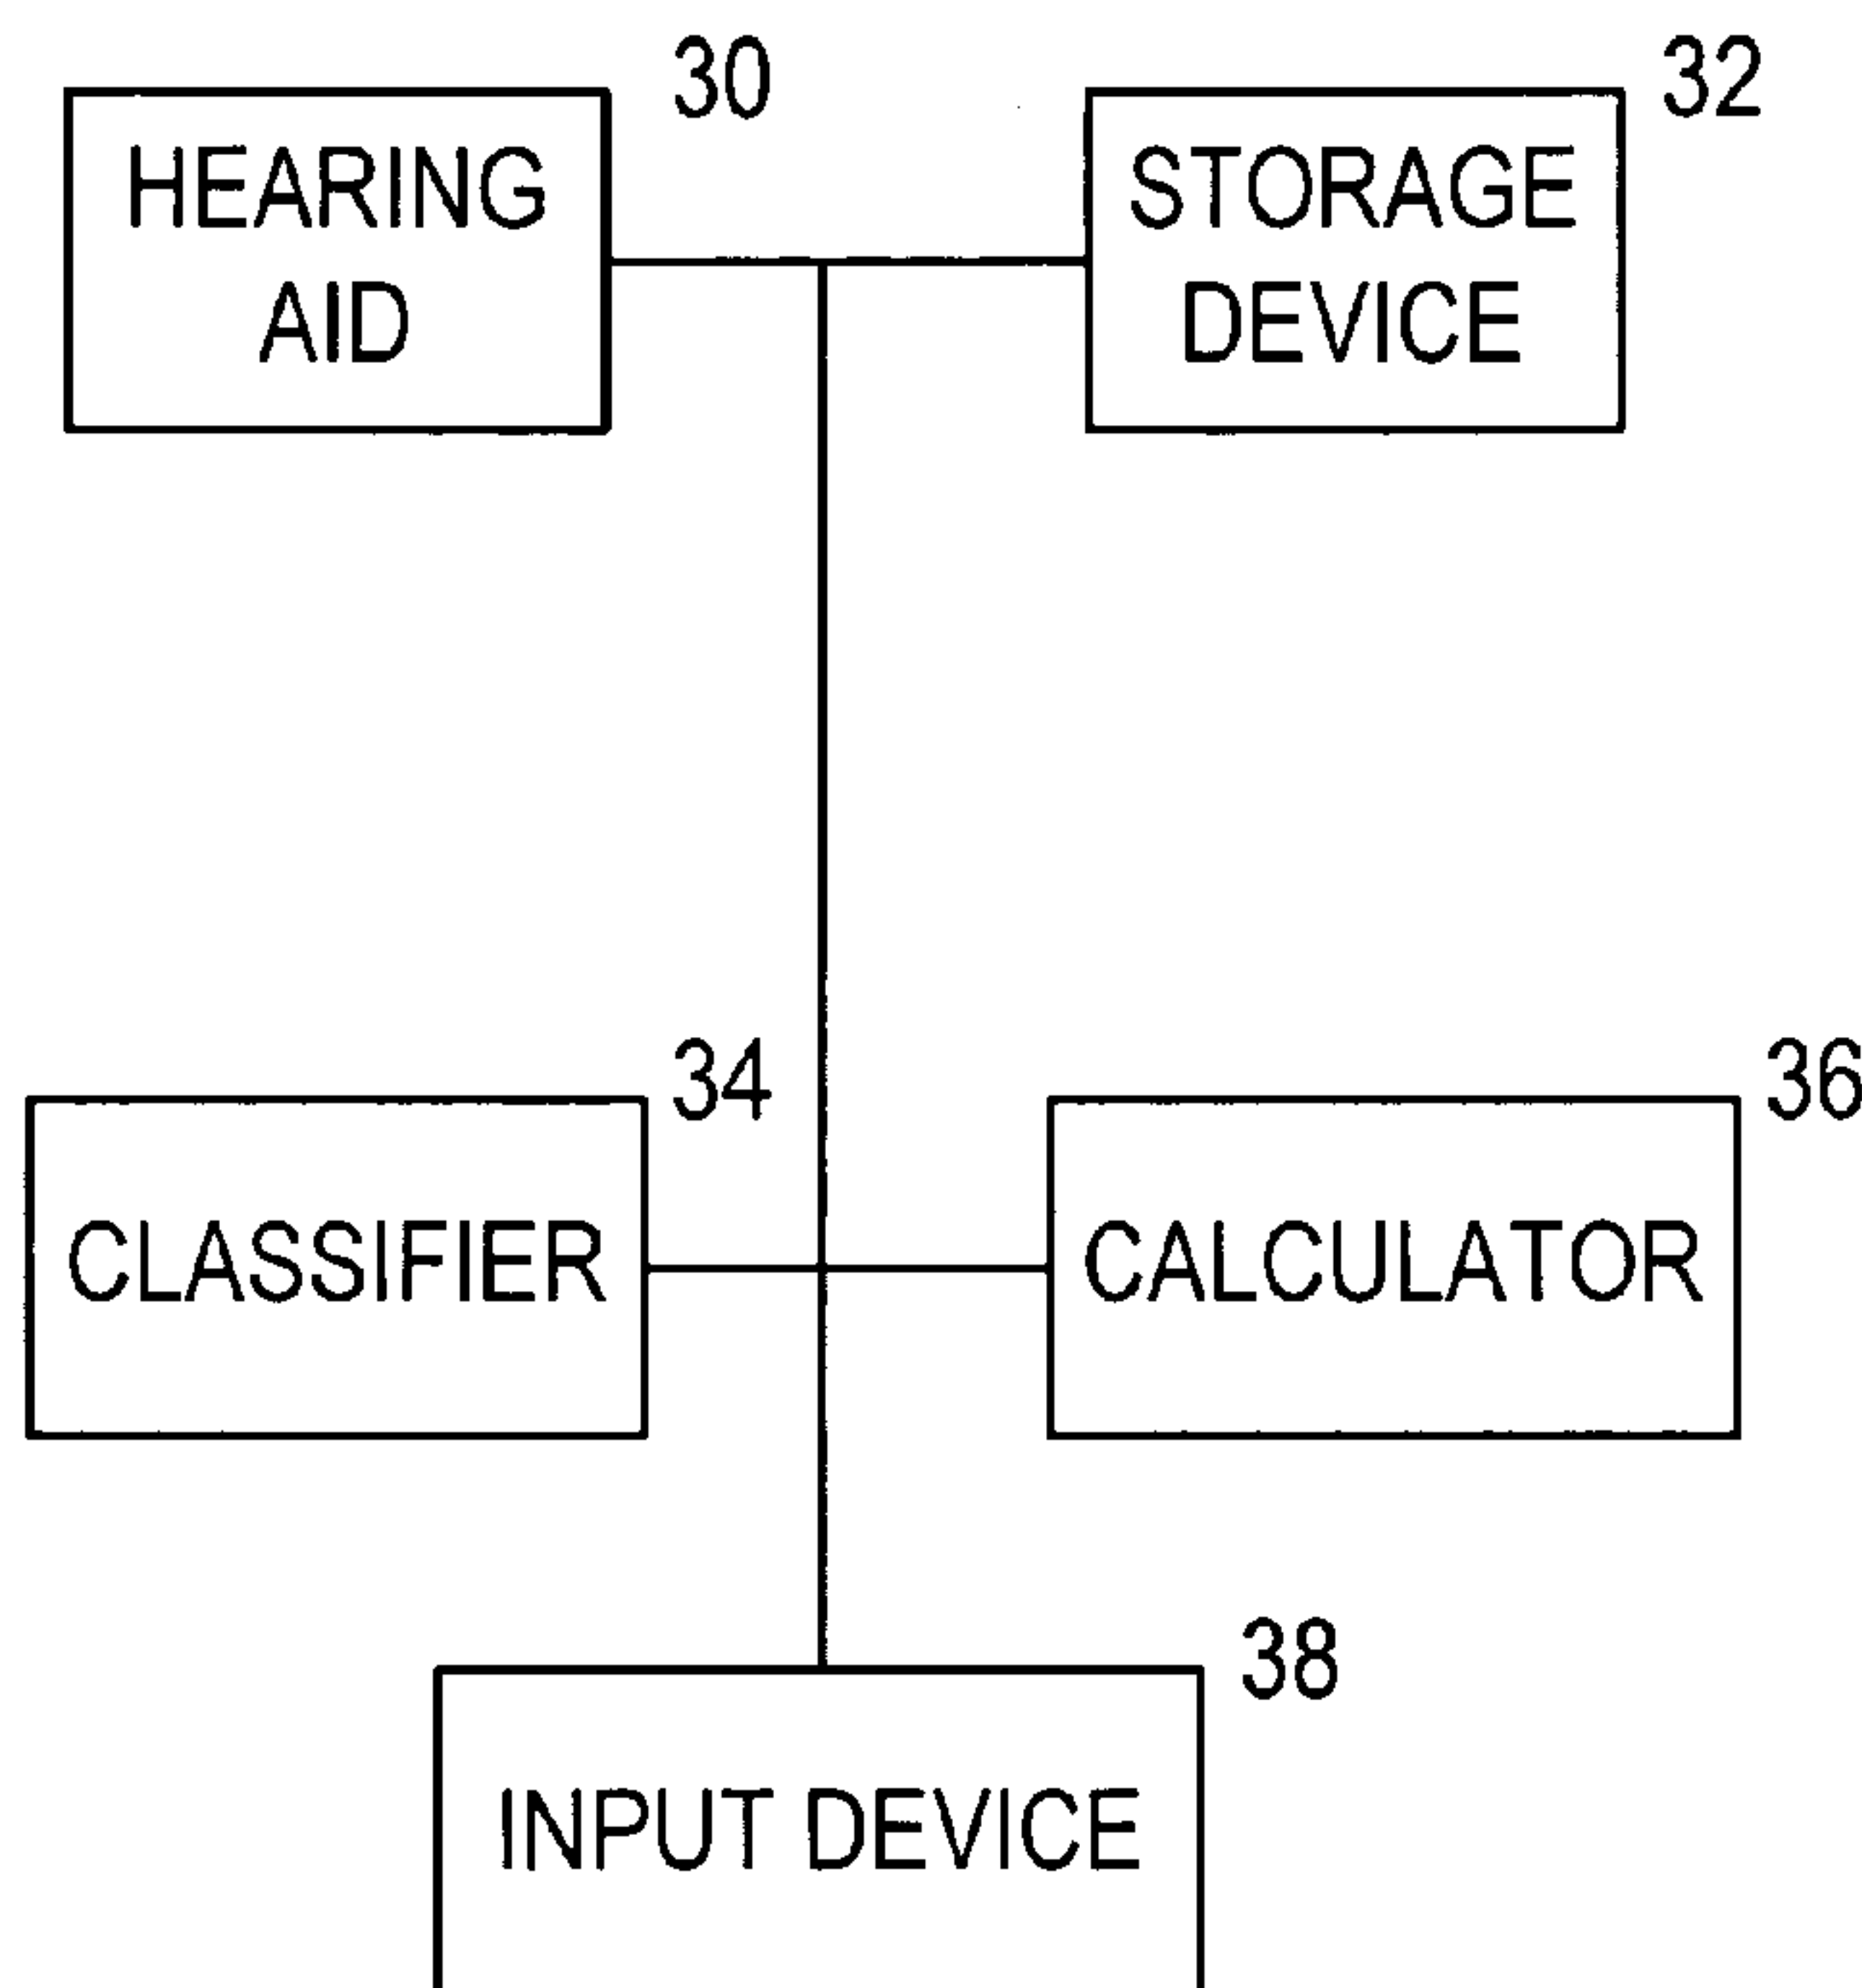 30
32
HEARING
AID
STORAGE
DEVICE
34
36
CLASSIFIER
CALCULATOR
38
INPUT DEVICE